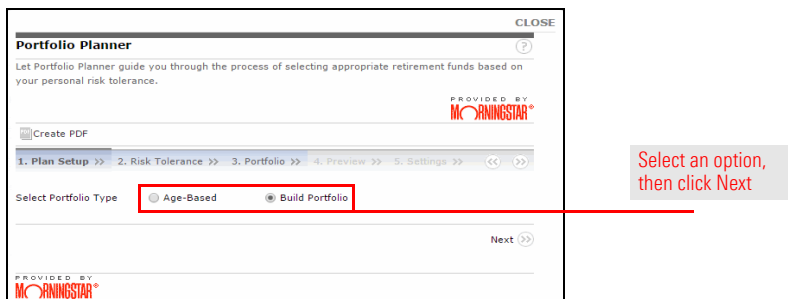 CLOSE
Portfolio Planner
?
Let Portfolio Planner guide you through the process of selecting appropriate retirement funds based on
your personal risk tolerance.
PROVIDED BY
MORNINGSTAR®
Create PDF
1. Plan Setup >> 2. Risk Tolerance >> 3. Portfolio >> 4. Preview >> 5. Settings >> << >>
Select Portfolio Type Age-Based Build Portfolio
Select an option,
then click Next
Next >>
PROVIDED BY
MORNINGSTAR®